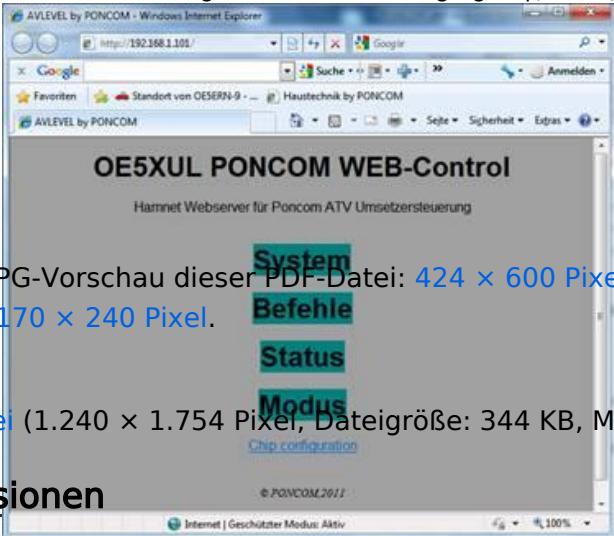 AVLEVEL by PONCOM - Windows Internet Explorer
http://192.168.1.101/
Google
Google
Suche
Anmelden
Favoriten
Standort von OE5ERN-9 - ...
Haustechnik by PONCOM
AVLEVEL by PONCOM
Seite
Sicherheit
Extras
OE5XUL PONCOM WEB-Control
Hamnet Webserver für Poncom ATV Umsetzersteuerung
System
PG-Vorschau dieser PDF-Datei: 424 × 600 Pixe
Befehle
170 × 240 Pixel.
Status
Modus
(1.240 × 1.754 Pixel, Dateigröße: 344 KB, M
Chip configuration
sionen
© PONCOM,2011
Internet | Geschützter Modus: Aktiv
100%